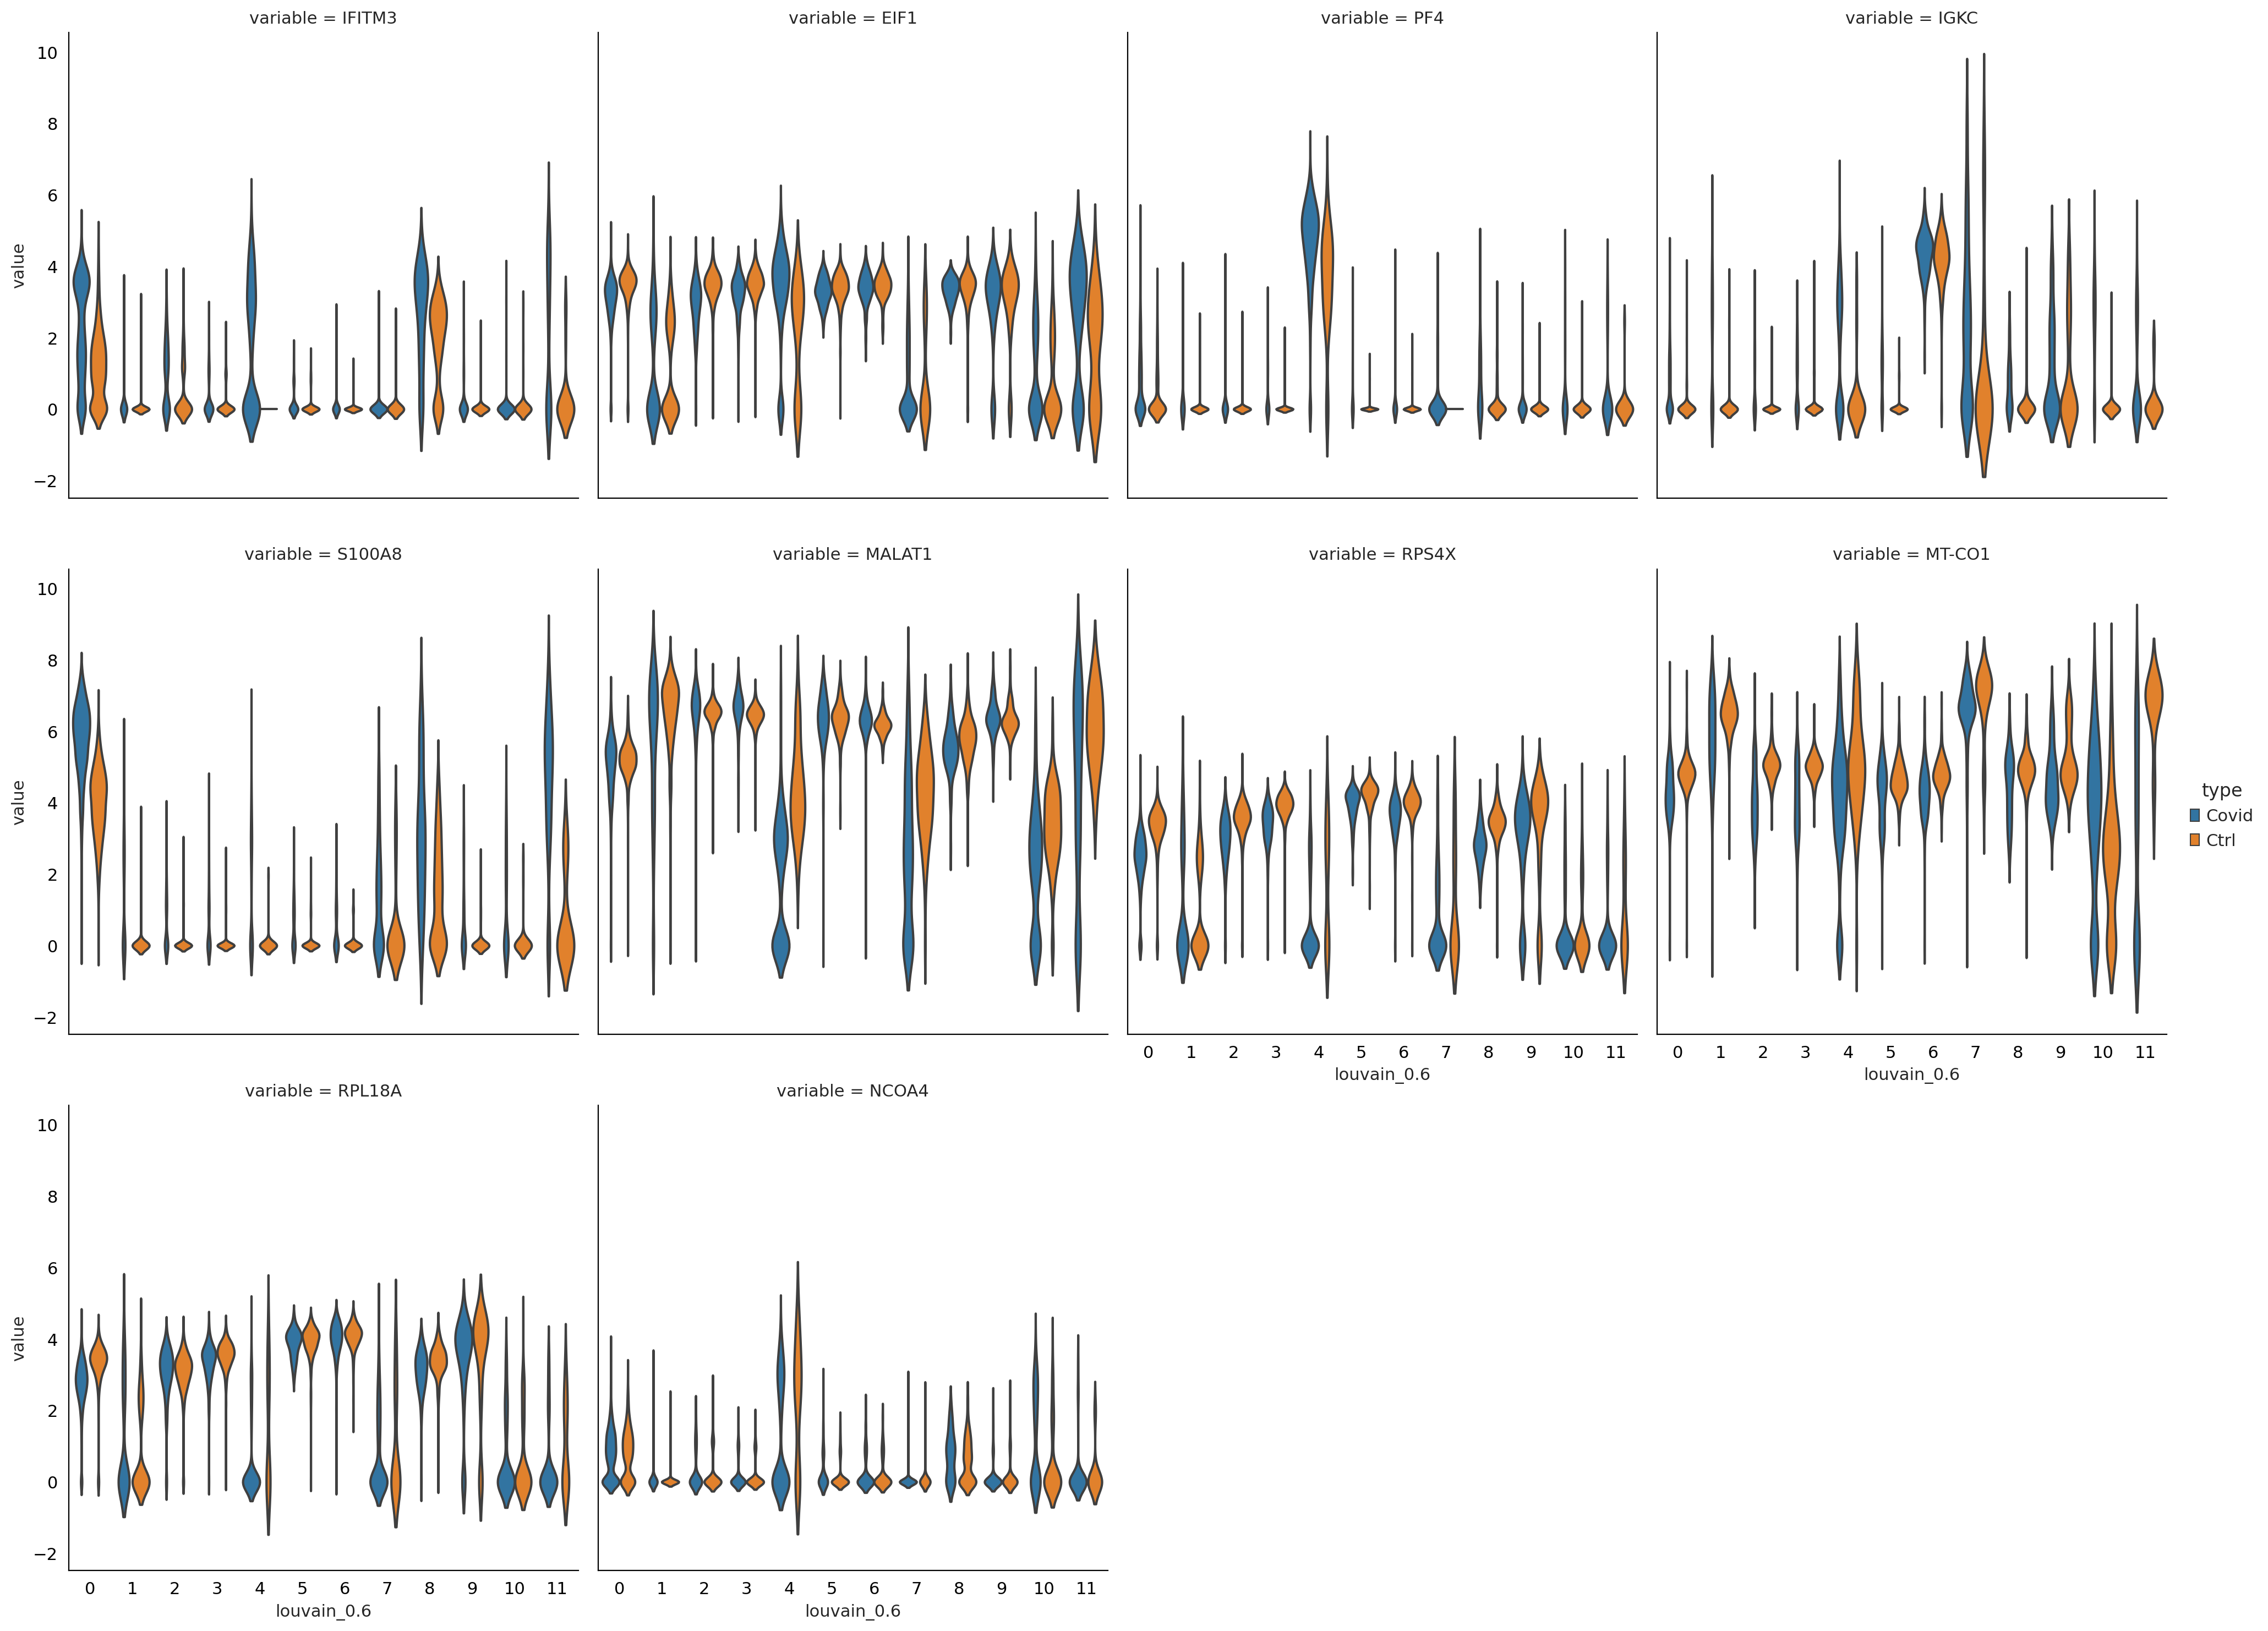 variable = IFITM3
variable = EIF1
variable = PF4
variable = IGKC
10
8
6
4
2
0
−2
value
variable = S100A8
variable = MALAT1
variable = RPS4X
variable = MT-CO1
10
8
6
4
2
0
−2
value
0 1 2 3 4 5 6 7 8 9 10 11
louvain_0.6
0 1 2 3 4 5 6 7 8 9 10 11
louvain_0.6
type
Covid
Ctrl
variable = RPL18A
variable = NCOA4
10
8
6
4
2
0
−2
value
0 1 2 3 4 5 6 7 8 9 10 11
louvain_0.6
0 1 2 3 4 5 6 7 8 9 10 11
louvain_0.6